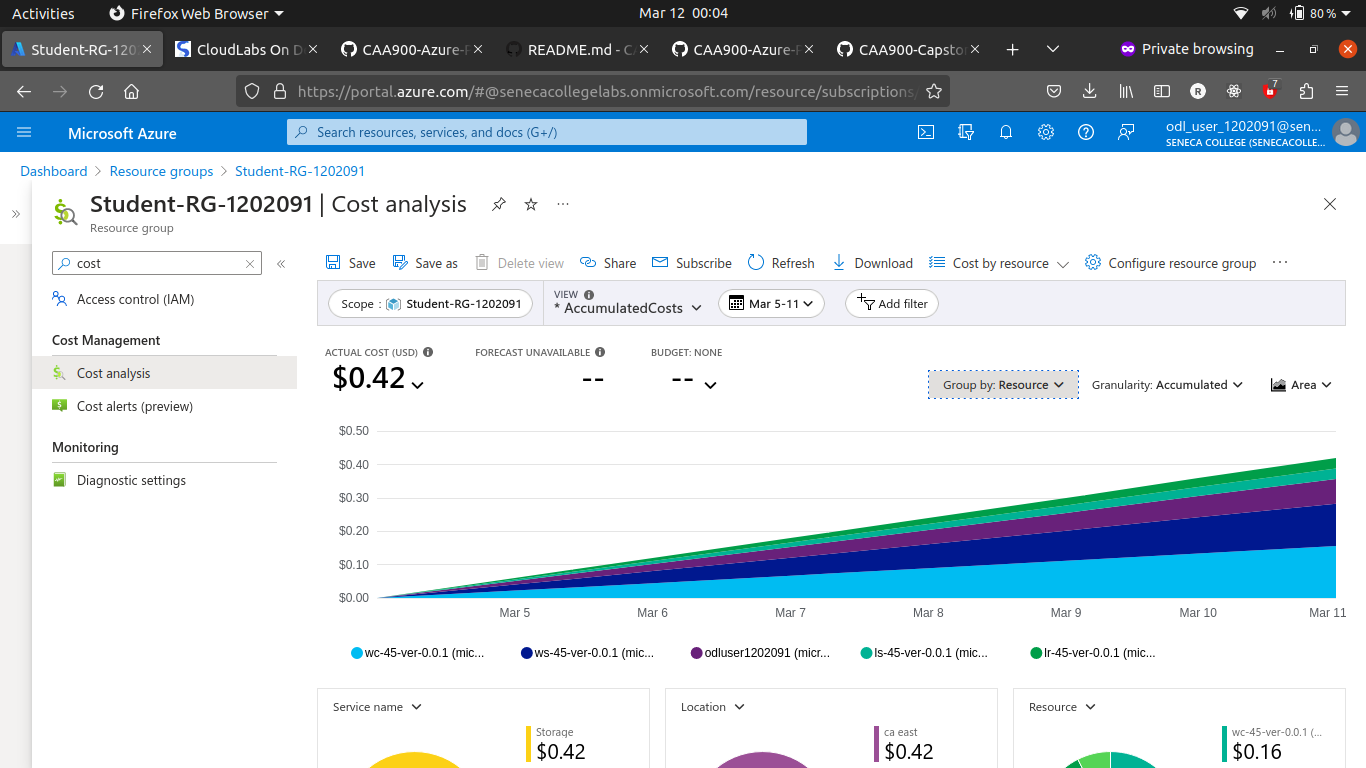 Activities
Firefox Web Browser
Mar 12 00:04
80 %
Student-RG-120
CloudLabs On D
CAA900-Azure-P
README.md - CA
CAA900-Azure-P
CAA900-Capsto
Private browsing
https://portal.azure.com/#@senecacollegelabs.onmicrosoft.com/resource/subscriptions/
7
Microsoft Azure
Search resources, services, and docs (G+/)
odl_user_1202091@sen...
SENECA COLLEGE (SENECACOLLE...
Dashboard
Resource groups
Student-RG-1202091
Student-RG-1202091 | Cost analysis
Resource group
cost
Save
Save as
Delete view
Share
Subscribe
Refresh
Download
Cost by resource
Configure resource group
Access control (IAM)
Cost Management
Cost analysis
Cost alerts (preview)
Monitoring
Diagnostic settings
Scope : Student-RG-1202091
VIEW
* AccumulatedCosts
Mar 5-11
Add filter
ACTUAL COST (USD)
$0.42
FORECAST UNAVAILABLE
--
BUDGET: NONE
--
Group by: Resource
Granularity: Accumulated
Area
$0.50
$0.40
$0.30
$0.20
$0.10
$0.00
Mar 5
Mar 6
Mar 7
Mar 8
Mar 9
Mar 10
Mar 11
wc-45-ver-0.0.1 (mic...
ws-45-ver-0.0.1 (mic...
odluser1202091 (micr...
ls-45-ver-0.0.1 (mic...
lr-45-ver-0.0.1 (mic...
Service name
Storage
$0.42
Location
ca east
$0.42
Resource
wc-45-ver-0.0.1 (...
$0.16